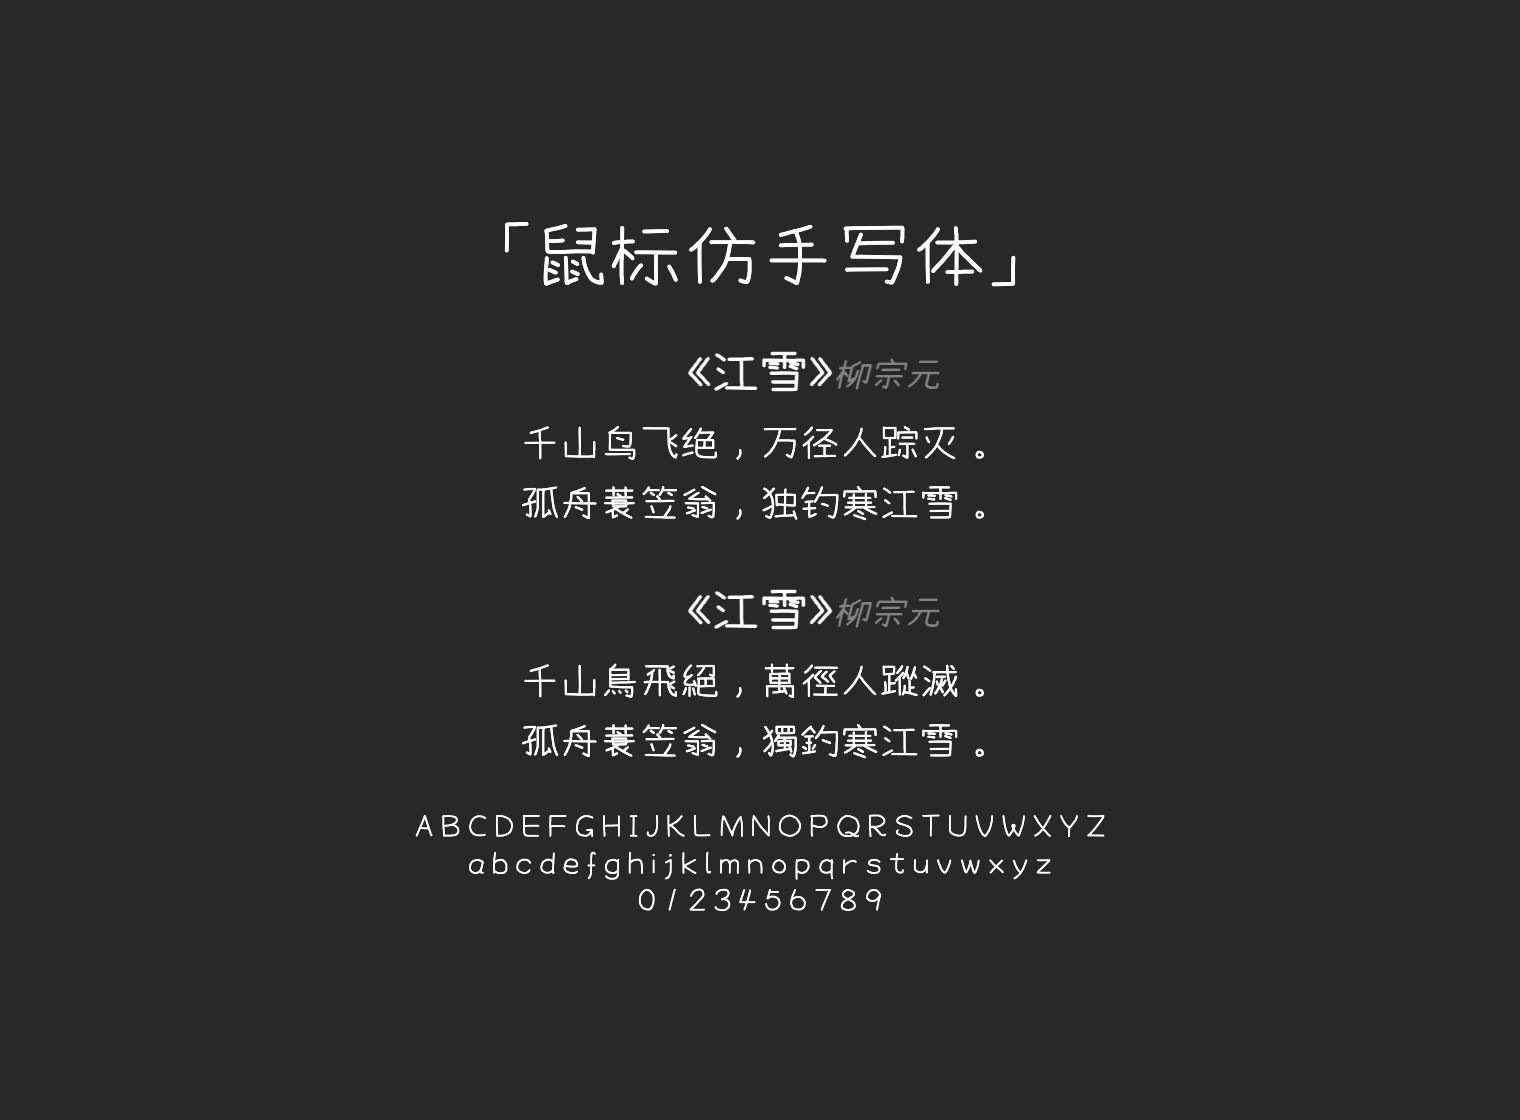 「鼠标仿手写体」
《江雪》柳宗元
千山鸟飞绝，万径人踪灭。
孤舟蓑笠翁，独钓寒江雪。
《江雪》柳宗元
千山鳥飛絕，萬徑人蹤滅。
孤舟蓑笠翁，獨釣寒江雪。
ABCDEFGHIJKLMNOPQRSTUVWXYZ
abcdefghijklmnopqrstuvwxyz
0123456789